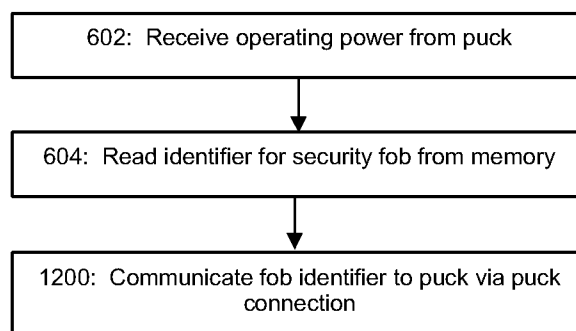 602: Receive operating power from puck
604: Read identifier for security fob from memory
1200: Communicate fob identifier to puck via puck
connection